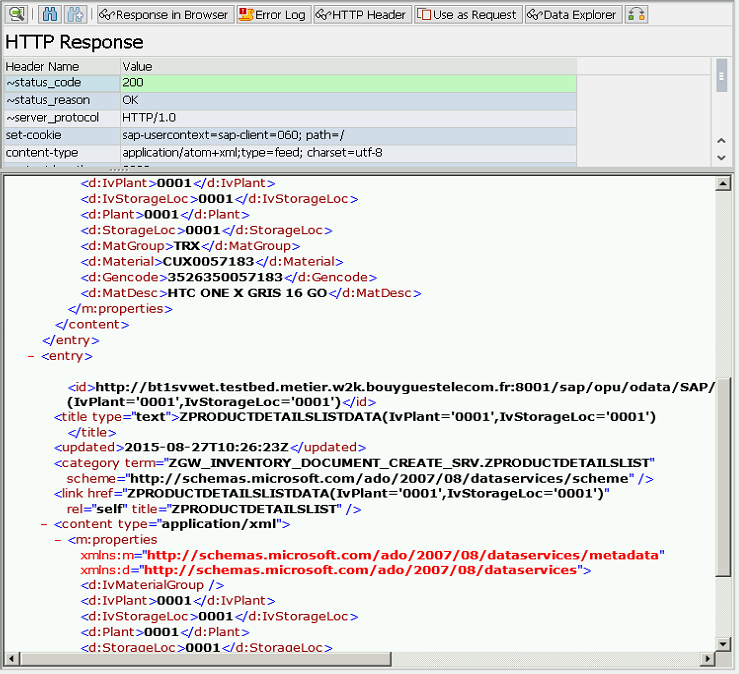 Response in Browser Error Log HTTP Header Use as Request Data Explorer
HTTP Response
Header Name Value
~status_code 200
~status_reason OK
~server_protocol HTTP/1.0
set-cookie sap-usercontext=sap-client=060; path=/
content-type application/atom+xml;type=feed; charset=utf-8
<d:IvPlant>0001</d:IvPlant>
<d:IvStorageLoc>0001</d:IvStorageLoc>
<d:Plant>0001</d:Plant>
<d:StorageLoc>0001</d:StorageLoc>
<d:MatGroup>TRX</d:MatGroup>
<d:Material>CUX0057183</d:Material>
<d:Gencode>3526350057183</d:Gencode>
<d:MatDesc>HTC ONE X GRIS 16 GO</d:MatDesc>
</m:properties>
</content>
</entry>
- <entry>
<id>http://bt1svwet.testbed.metier.w2k.bouyguestelecom.fr:8001/sap/opu/odata/SAP/
(IvPlant='0001',IvStorageLoc='0001')</id>
<title type="text">ZPRODUCTDETAILSLISTDATA(IvPlant='0001',IvStorageLoc='0001')
</title>
<updated>2015-08-27T10:26:23Z</updated>
<category term="ZGW_INVENTORY_DOCUMENT_CREATE_SRV.ZPRODUCTDETAILSLIST"
scheme="http://schemas.microsoft.com/ado/2007/08/dataservices/scheme" />
<link href="ZPRODUCTDETAILSLISTDATA(IvPlant='0001',IvStorageLoc='0001')"
rel="self" title="ZPRODUCTDETAILSLIST" />
- <content type="application/xml">
- <m:properties
xmlns:m="http://schemas.microsoft.com/ado/2007/08/dataservices/metadata"
xmlns:d="http://schemas.microsoft.com/ado/2007/08/dataservices">
<d:IvMaterialGroup />
<d:IvPlant>0001</d:IvPlant>
<d:IvStorageLoc>0001</d:IvStorageLoc>
<d:Plant>0001</d:Plant>
<d:StorageLoc>0001</d:StorageLoc>